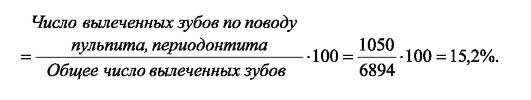 Число вылеченных зубов по поводу
пульпита, периодонтита
= ———————— ·100 = 1050/6894 ·100 = 15,2%.
Общее число вылеченных зубов